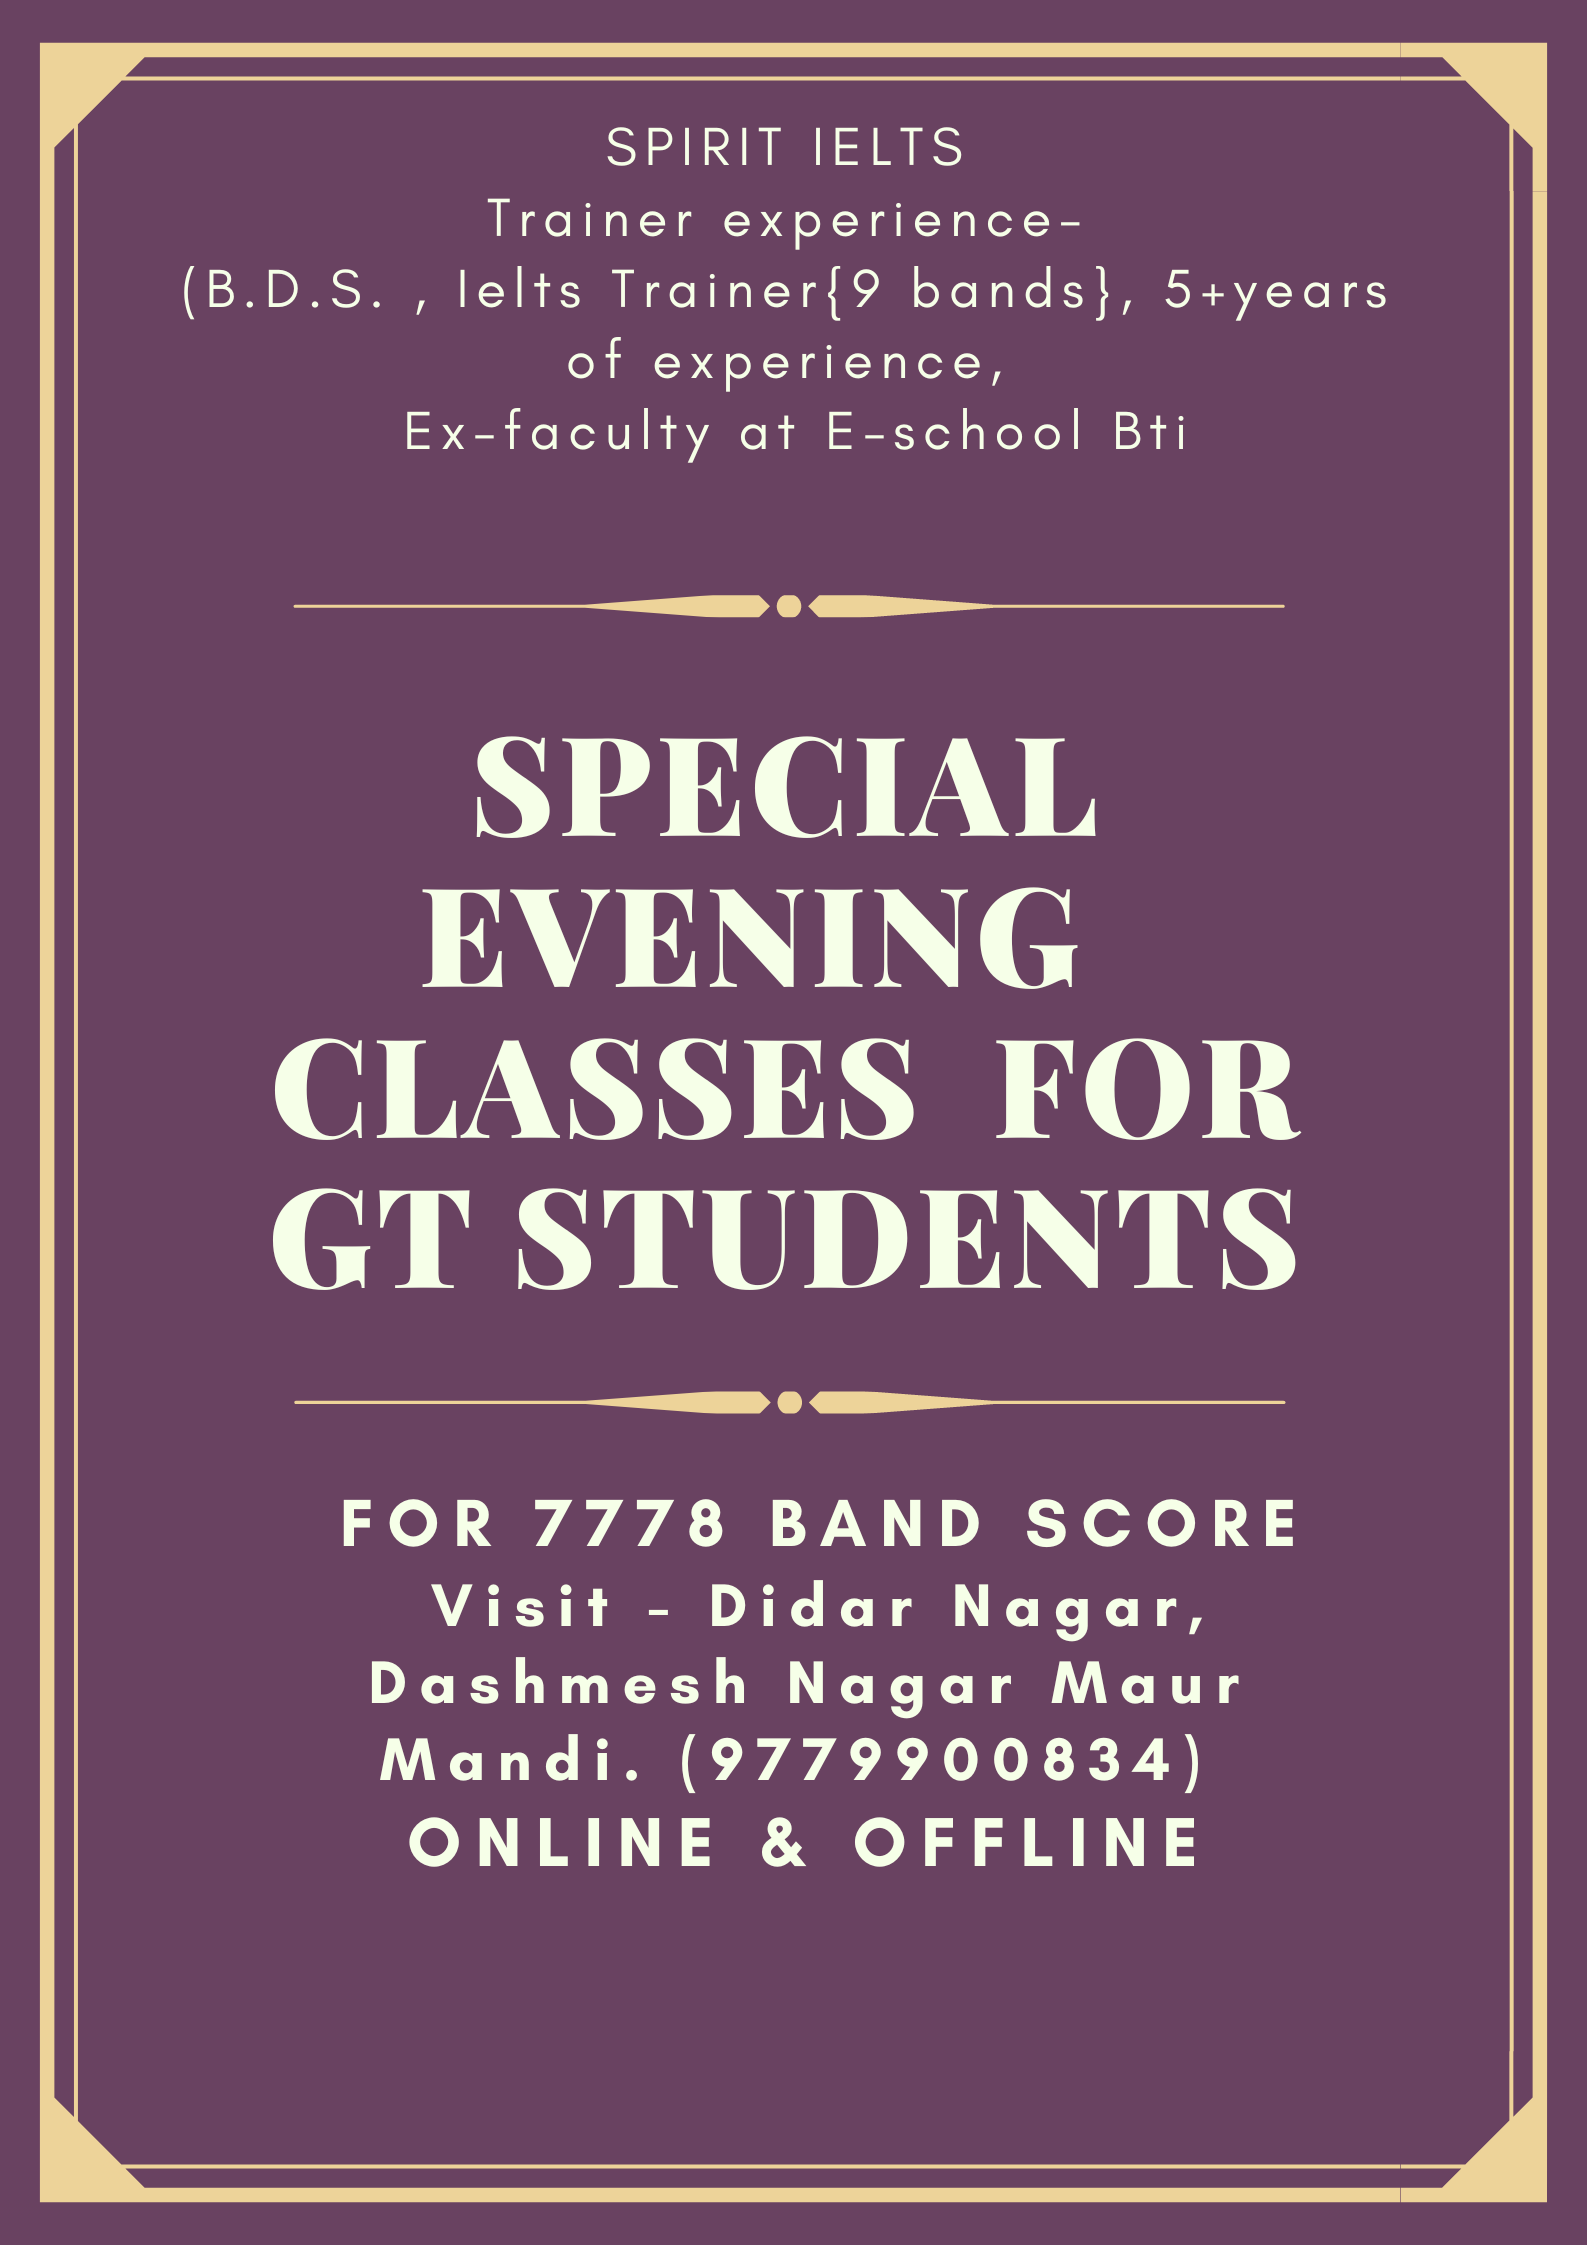 SPIRIT IELTS
Trainer experience-
(B.D.S. , Ielts Trainer{9 bands}, 5+years
of experience,
Ex-faculty at E-school Bti
SPECIAL
EVENING
CLASSES FOR
GT STUDENTS
FOR 7778 BAND SCORE
Visit - Didar Nagar,
Dashmesh Nagar Maur
Mandi. (9779900834)
ONLINE & OFFLINE